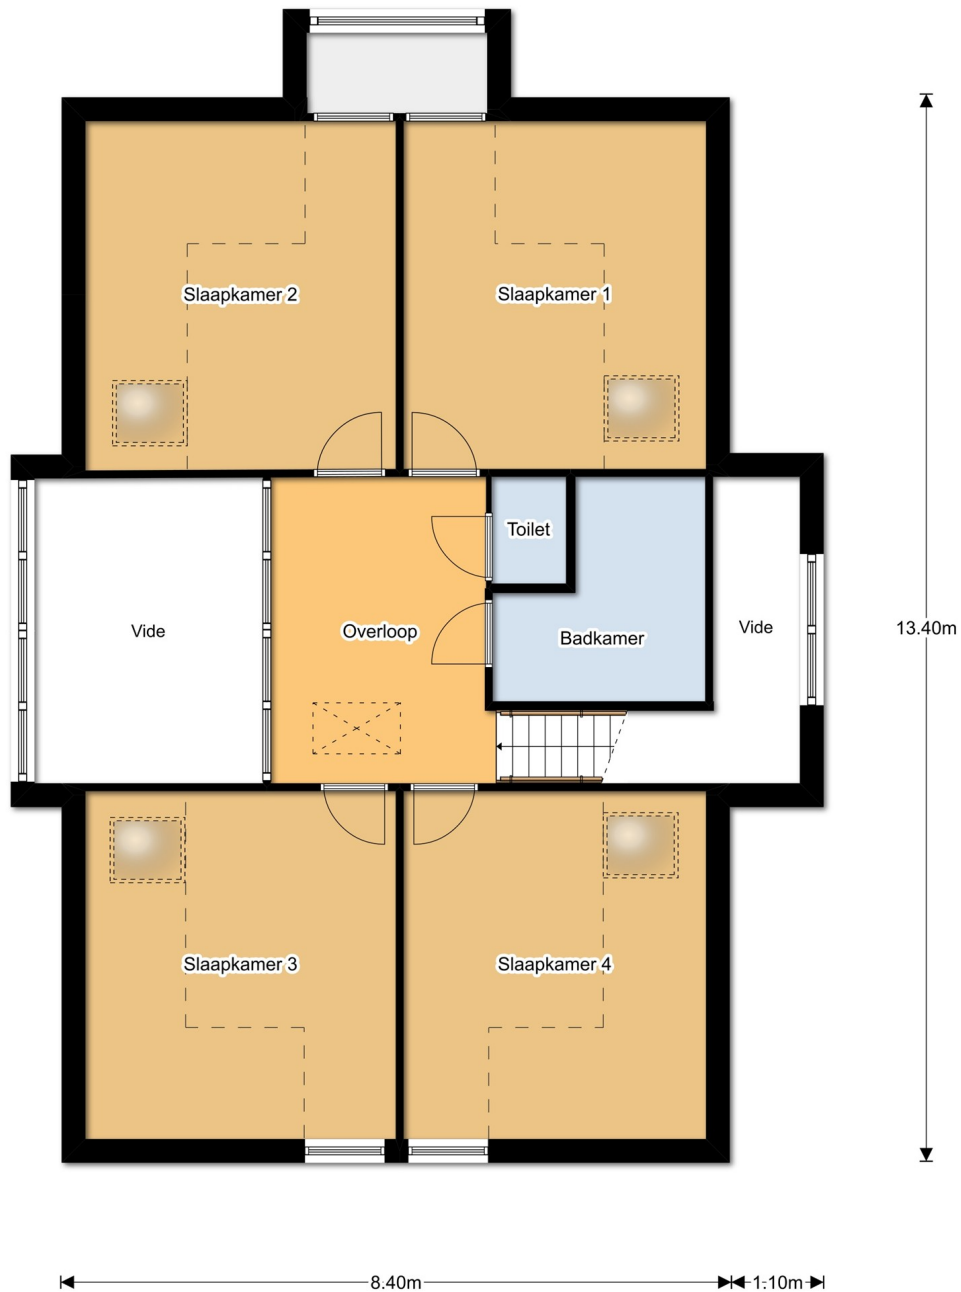 Slaapkamer 2
Slaapkamer 1
Toilet
Vide
Overloop
Badkamer
Vide
13.40m
Slaapkamer 3
Slaapkamer 4
8.40m
1.10m